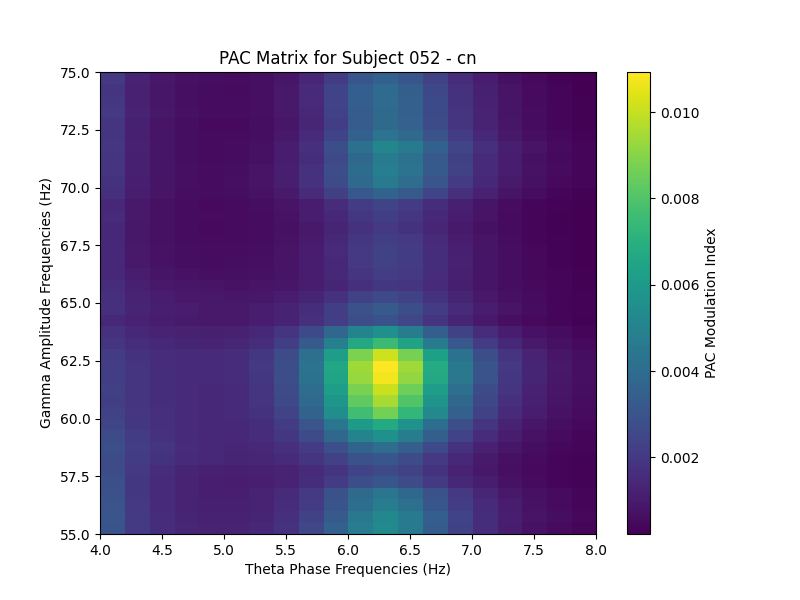 PAC Matrix for Subject 052 - cn
75.0
72.5
70.0
67.5
65.0
62.5
60.0
57.5
55.0
Gamma Amplitude Frequencies (Hz)
4.0 4.5 5.0 5.5 6.0 6.5 7.0 7.5 8.0
Theta Phase Frequencies (Hz)
0.010
0.008
0.006
0.004
0.002
PAC Modulation Index